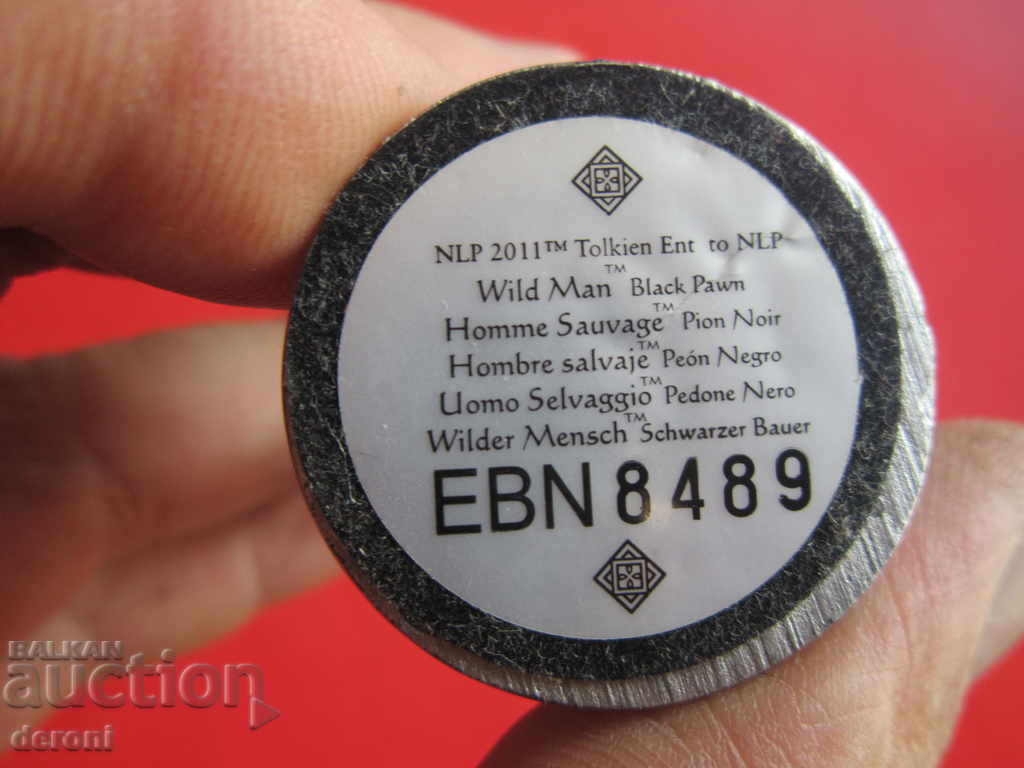 NLP 2011™ Tolkien Ent to NLP
Wild Man™ Black Pawn
Homme Sauvage™ Pion Noir
Hombre salvaje™ Peón Negro
Uomo Selvaggio™ Pedone Nero
Wilder Mensch™ Schwarzer Bauer
EBN 8489
BALKAN
auction
deroni